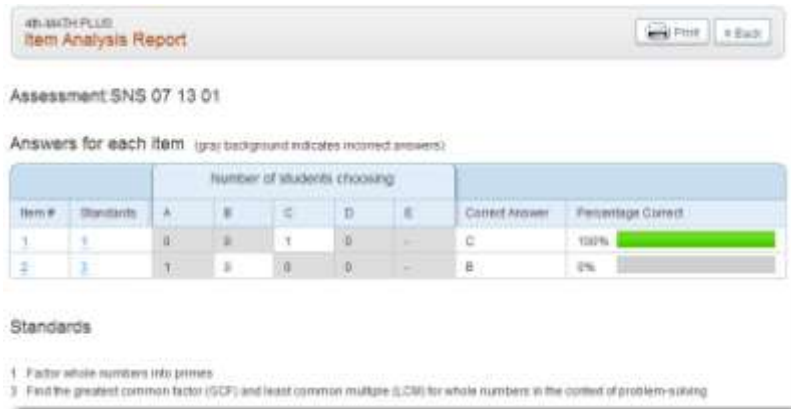 4th-MATH PLUS
Item Analysis Report
Print
« Back
Assessment:SNS 07 13 01
Answers for each item (gray background indicates incorrect answers)
Number of students choosing
Item # Standards A B C D E Correct Answer Percentage Correct
1 1 0 0 1 0 - C 100%
2 3 1 0 0 0 - B 0%
Standards
1 Factor whole numbers into primes
3 Find the greatest common factor (GCF) and least common multiple (LCM) for whole numbers in the context of problem-solving